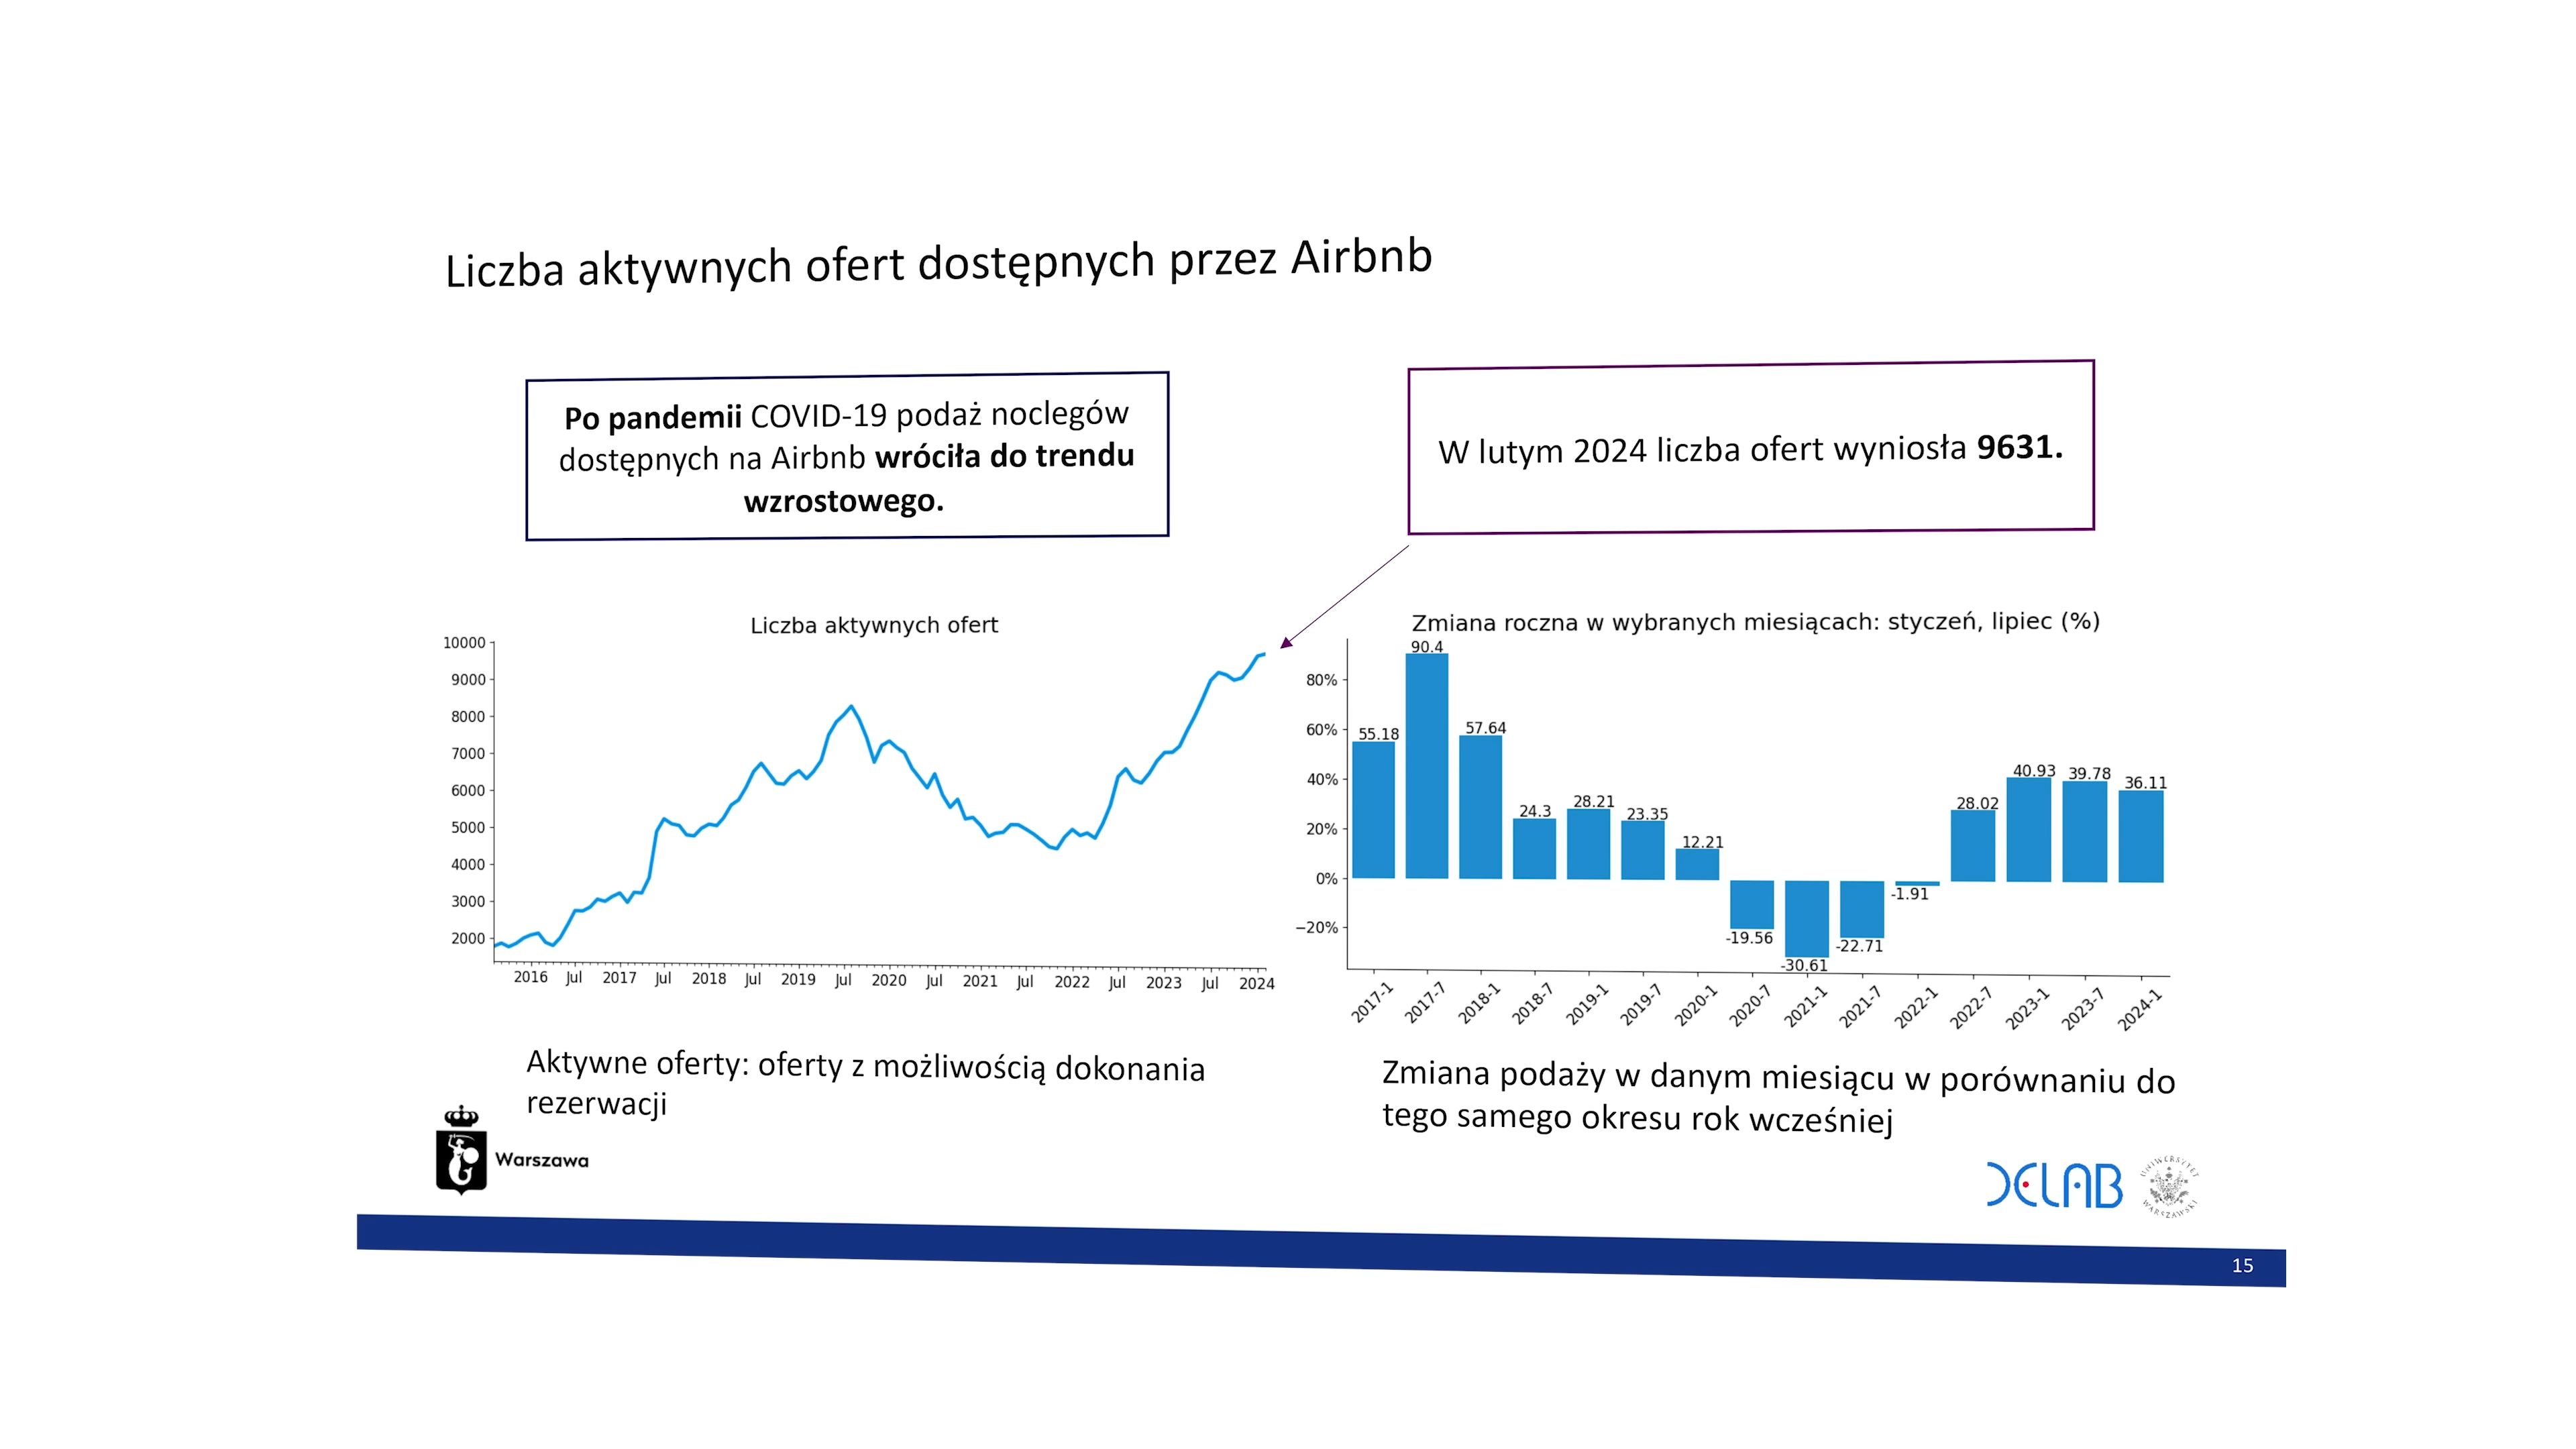 Liczba aktywnych ofert dostępnych przez Airbnb
Po pandemii COVID-19 podaż noclegów
dostępnych na Airbnb wróciła do trendu
wzrostowego.
W lutym 2024 liczba ofert wyniosła 9631.
Liczba aktywnych ofert
10000
9000
8000
7000
6000
5000
4000
3000
2000
2016 Jul 2017 Jul 2018 Jul 2019 Jul 2020 Jul 2021 Jul 2022 Jul 2023 Jul 2024
Aktywne oferty: oferty z możliwością dokonania
rezerwacji
Zmiana roczna w wybranych miesiącach: styczeń, lipiec (%)
80%
60%
40%
20%
0%
−20%
55.18 90.4 57.64 24.3 28.21 23.35 12.21 -19.56 -30.61 -22.71 -1.91 28.02 40.93 39.78 36.11
2017-1 2017-7 2018-1 2018-7 2019-1 2019-7 2020-1 2020-7 2021-1 2021-7 2022-1 2022-7 2023-1 2023-7 2024-1
Zmiana podaży w danym miesiącu w porównaniu do
tego samego okresu rok wcześniej
Warszawa
DELAB
UNIWERSYTET
WARSZAWSKI
15